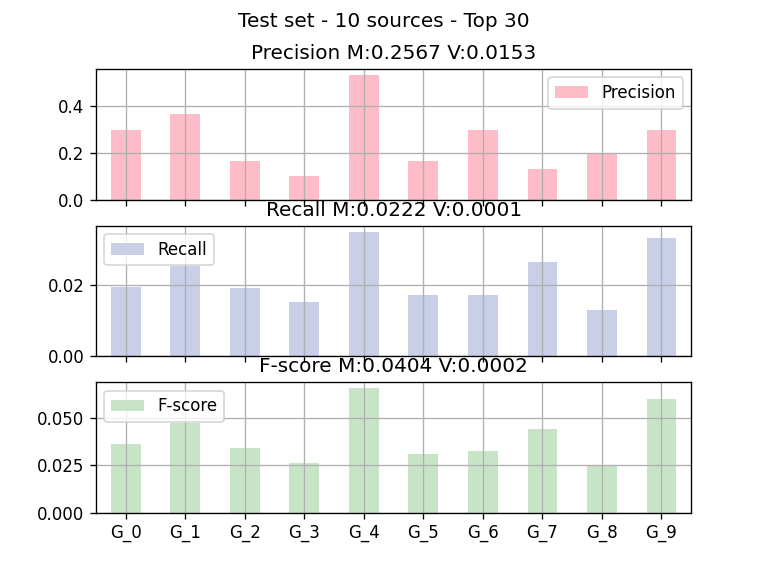 Test set - 10 sources - Top 30
Precision M:0.2567 V:0.0153
0.4
0.2
0.0
Precision
Recall M:0.0222 V:0.0001
0.02
0.00
Recall
F-score M:0.0404 V:0.0002
0.050
0.025
0.000
F-score
G_0 G_1 G_2 G_3 G_4 G_5 G_6 G_7 G_8 G_9